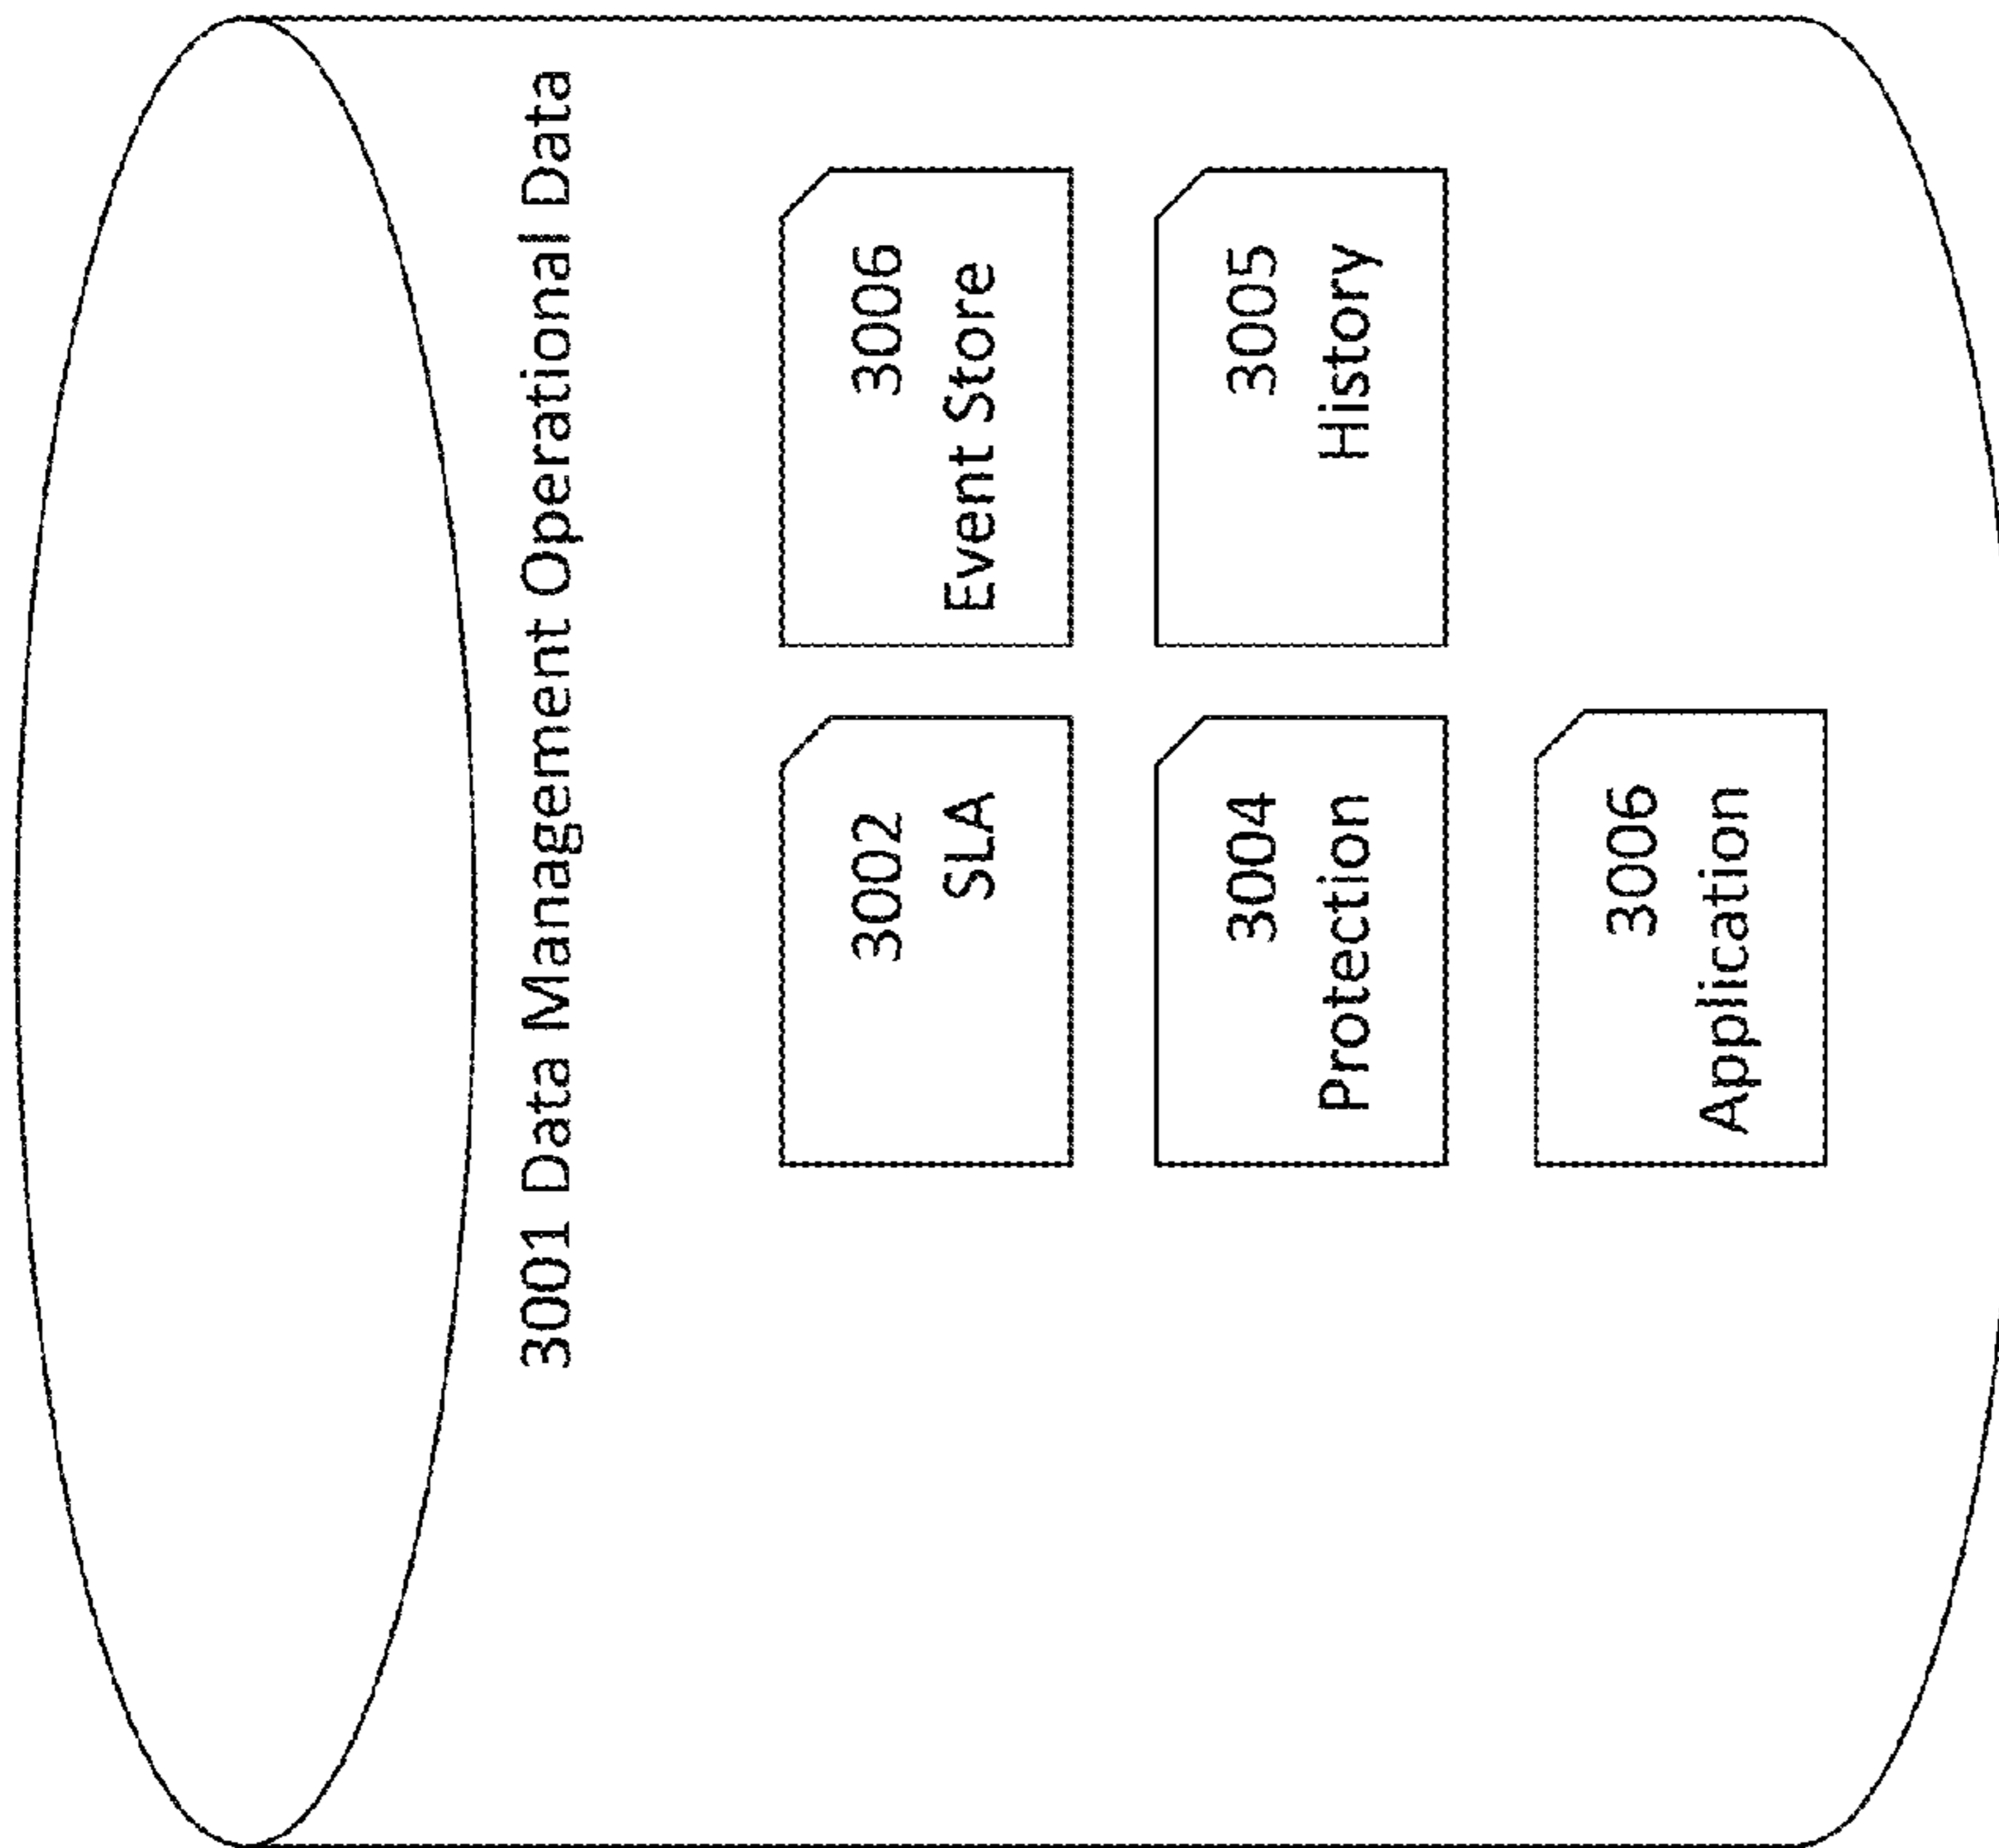 3001 Data Management Operational Data
3002
SLA
3006
Event Store
3004
Protection
3005
History
3006
Application